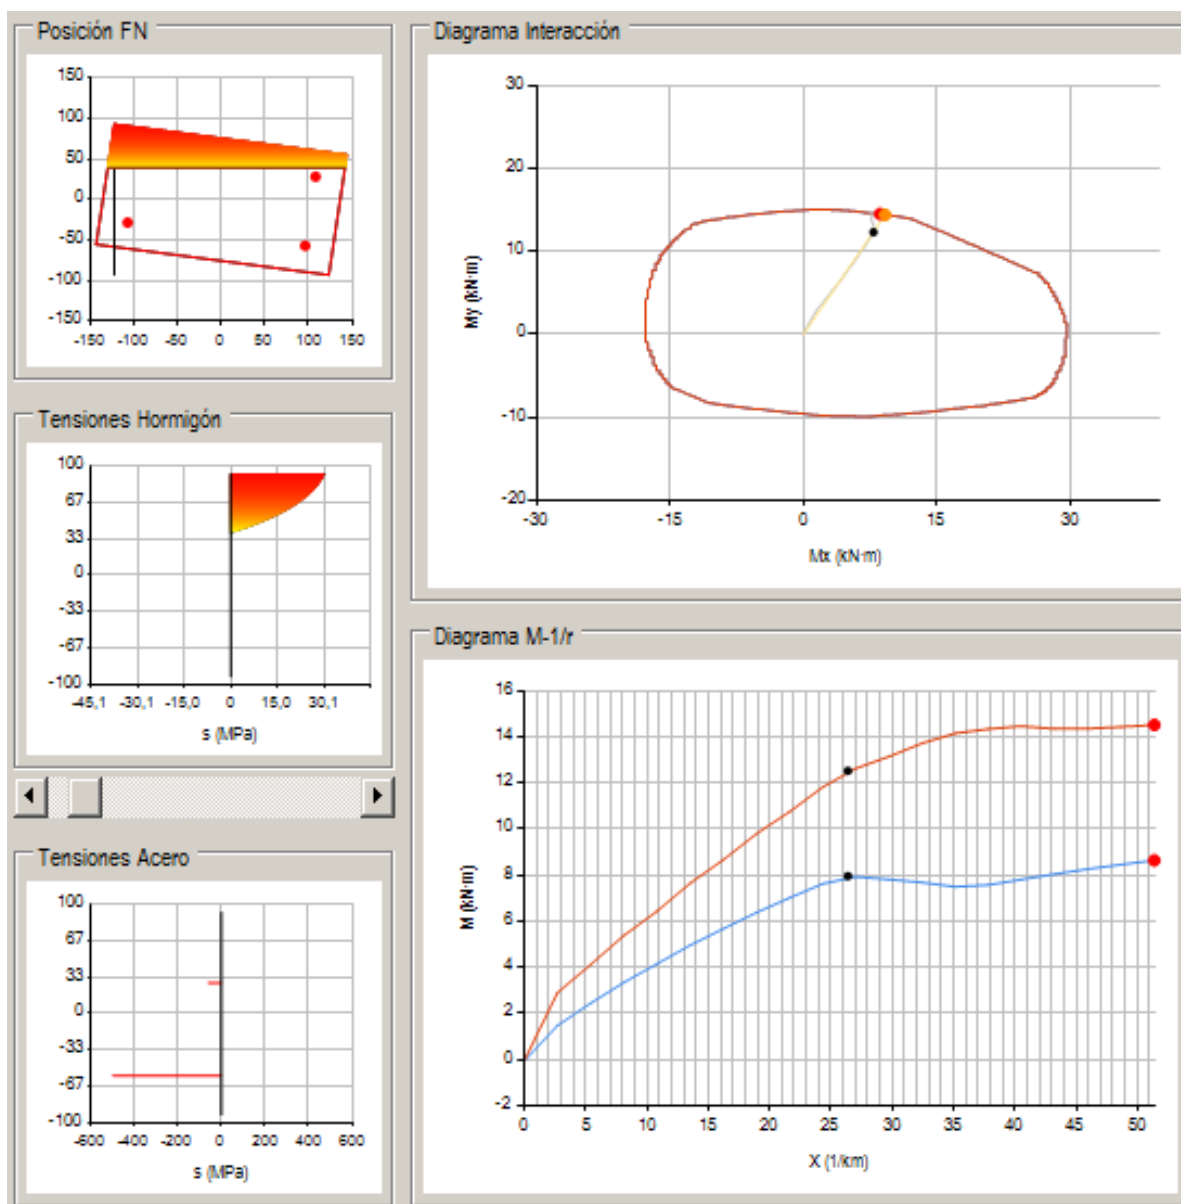 Posición FN
150
100
50
0
-50
-100
-150
-150 -100 -50 0 50 100 150
Tensiones Hormigón
100
67
33
0
-33
-67
-100
-45,1 -30,1 -15,0 0 15,0 30,1
s (MPa)
Tensiones Acero
100
67
33
0
-33
-67
-100
-600 -400 -200 0 200 400 600
s (MPa)
Diagrama Interacción
30
20
10
0
-10
-20
-30 -15 0 15 30
My (kN·m)
Mx (kN·m)
Diagrama M-1/r
16
14
12
10
8
6
4
2
0
-2
0 5 10 15 20 25 30 35 40 45 50
M (kN·m)
X (1/km)